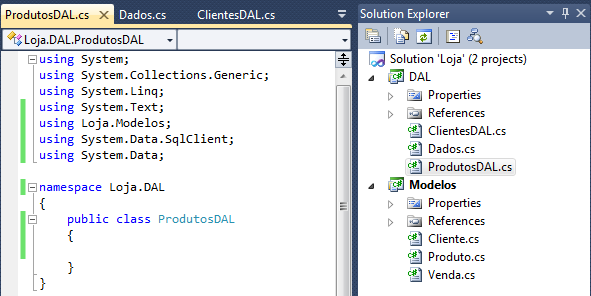 ProdutosDAL.cs × Dados.cs ClientesDAL.cs
Loja.DAL.ProdutosDAL
using System;
using System.Collections.Generic;
using System.Linq;
using System.Text;
using Loja.Modelos;
using System.Data.SqlClient;
using System.Data;
namespace Loja.DAL
{
public class ProdutosDAL
{
}
}
Solution Explorer
Solution 'Loja' (2 projects)
DAL
Properties
References
ClientesDAL.cs
Dados.cs
ProdutosDAL.cs
Modelos
Properties
References
Cliente.cs
Produto.cs
Venda.cs